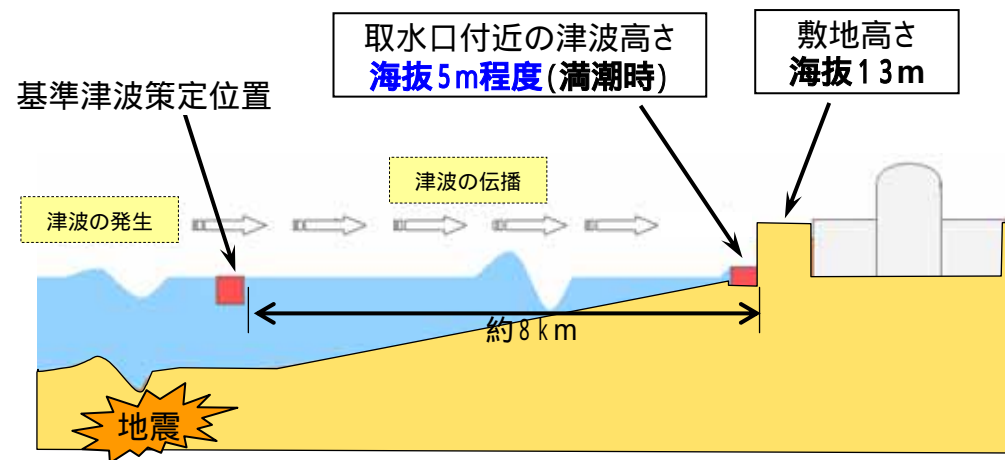 取水口付近の津波高さ
海抜5m程度(満潮時)
敷地高さ
海抜13m
基準津波策定位置
津波の伝播
津波の発生
約8km
地震